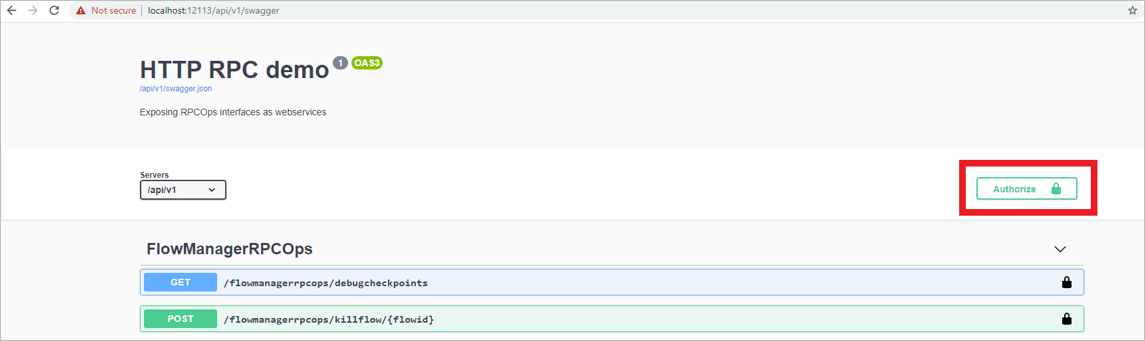 Not secure | localhost:12113/api/v1/swagger
HTTP RPC demo 1 OAS3
/api/v1/swagger.json
Exposing RPCOps interfaces as webservices
Servers
/api/v1
Authorize
FlowManagerRPCOps
GET /flowmanagerrpcops/debugcheckpoints
POST /flowmanagerrpcops/killflow/{flowid}